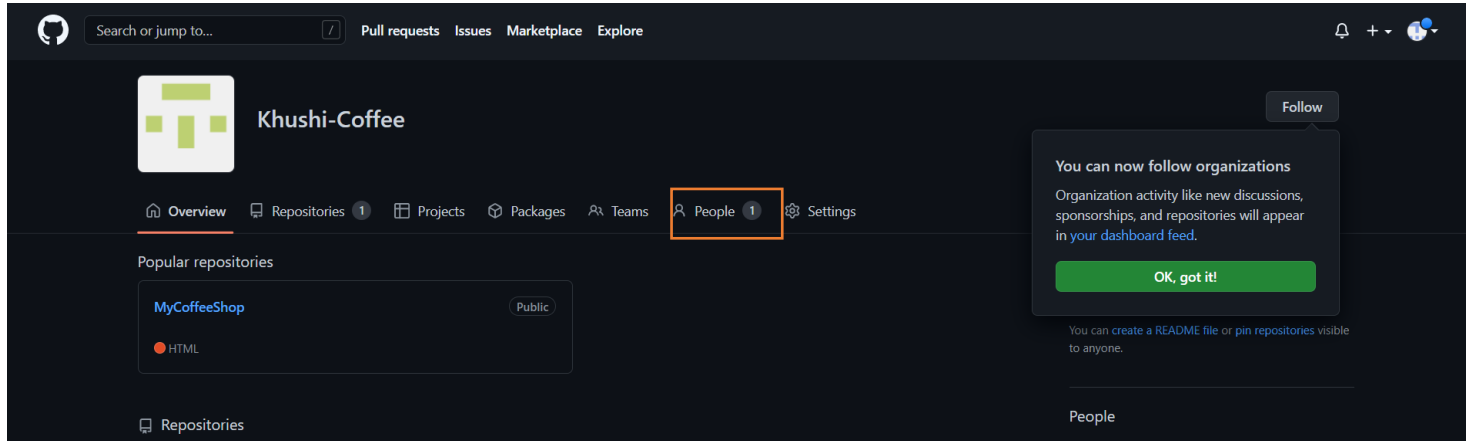 Search or jump to... /
Pull requests Issues Marketplace Explore
Khushi-Coffee
Follow
You can now follow organizations
Organization activity like new discussions,
sponsorships, and repositories will appear
in your dashboard feed.
OK, got it!
Overview Repositories 1 Projects Packages Teams People 1 Settings
Popular repositories
MyCoffeeShop Public
HTML
You can create a README file or pin repositories visible
to anyone.
Repositories
People